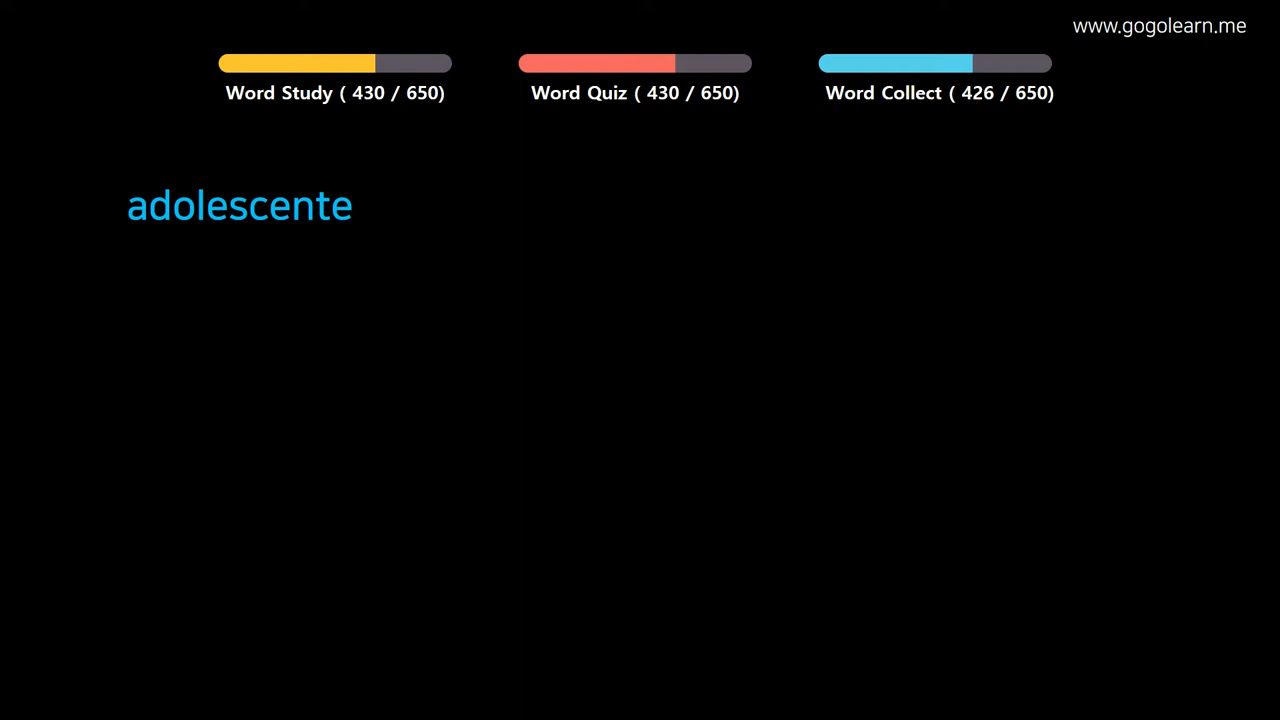 www.gogolearn.me
Word Study ( 430 / 650)
Word Quiz ( 430 / 650)
Word Collect ( 426 / 650)
adolescente